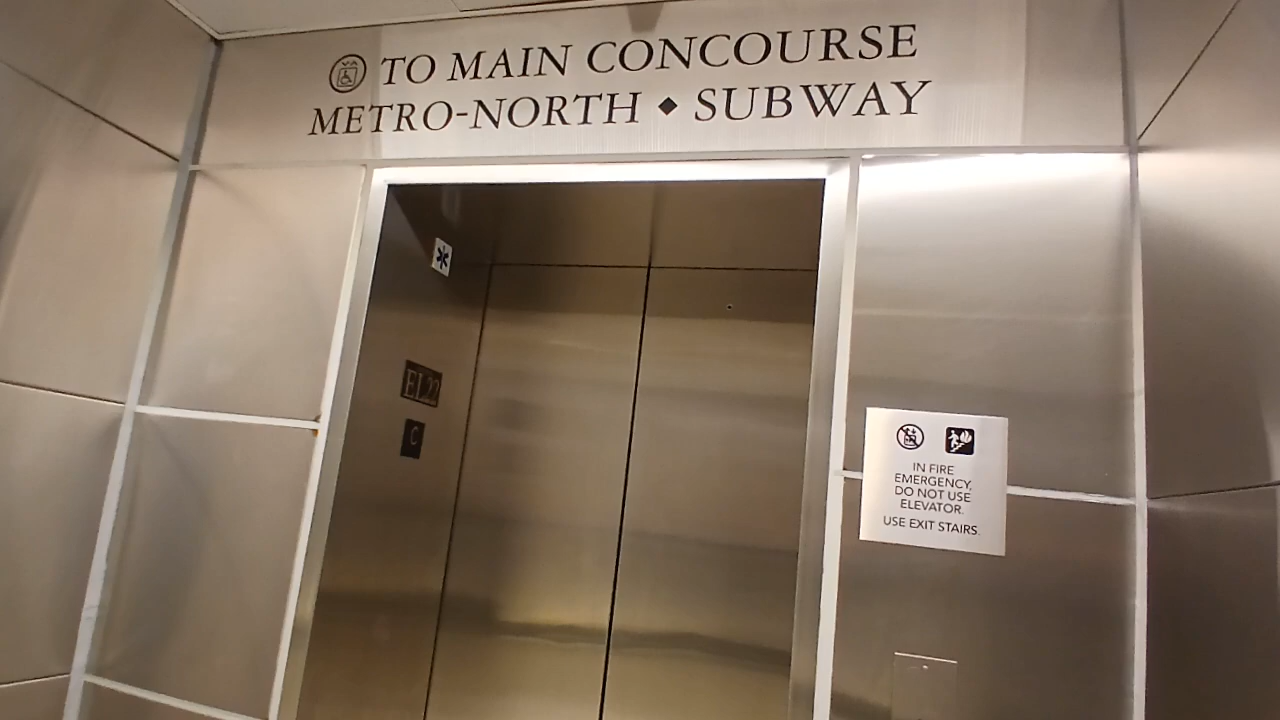 TO MAIN CONCOURSE
METRO-NORTH ◆ SUBWAY
EL22
C
IN FIRE
EMERGENCY,
DO NOT USE
ELEVATOR.
USE EXIT STAIRS.